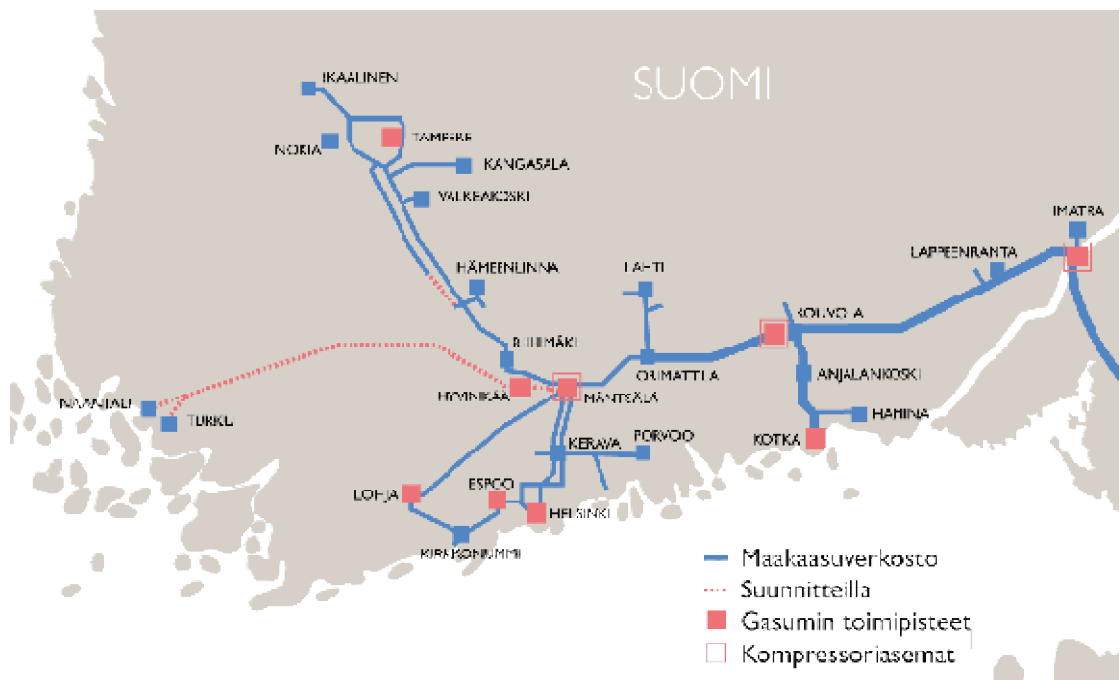 SUOMI
IKAALINEN
TAMPERE
NOKIA
KANGASALA
VALKEAKOSKI
IMATRA
LAPPEENRANTA
HÄMEENLINNA
LAHTI
KOUVOLA
RIIHIMÄKI
ORIMATTILA
ANJALANKOSKI
HYVINKÄÄ
MÄNTSÄLÄ
NAANTALI
TURKU
HAMINA
KERAVA
PORVOO
KOTKA
ESPOO
LOHJA
HELSINKI
KIRKKONUMMI
Maakaasuverkosto
Suunnitteilla
Gasumin toimipisteet
Kompressoriasemat